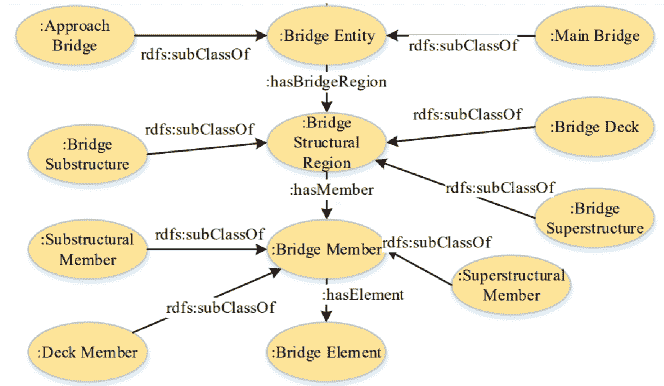 :Approach
Bridge
:Bridge Entity
:Main Bridge
rdfs:subClassOf
rdfs:subClassOf
:hasBridgeRegion
:Bridge
Substructure
rdfs:subClassOf
:Bridge
Structural
Region
rdfs:subClassOf
:Bridge Deck
:hasMember
rdfs:subClassOf
:Bridge
Superstructure
:Substructural
Member
rdfs:subClassOf
:Bridge Member
rdfs:subClassOf
:Superstructural
Member
:hasElement
rdfs:subClassOf
:Deck Member
:Bridge Element